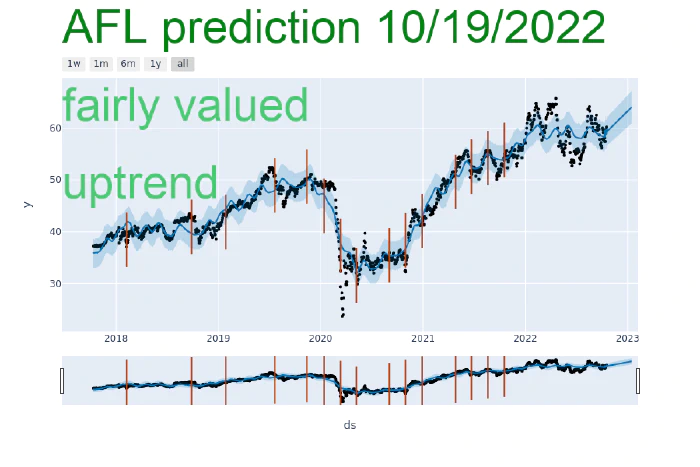 AFL prediction 10/19/2022
1w 1m 6m 1y all
fairly valued
60
50
uptrend
y
40
30
2018 2019 2020 2021 2022 2023
ds